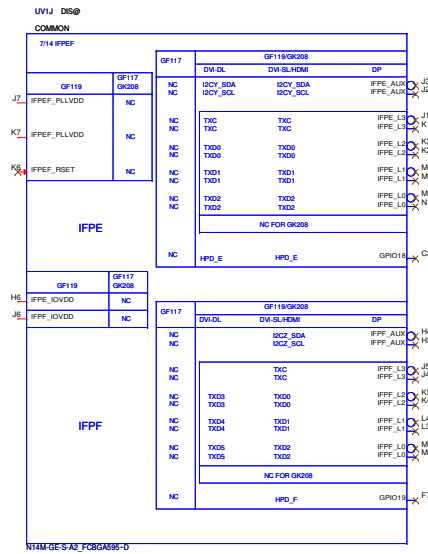 UV1J DIS@
COMMON
7/14 IFPEF
GF119 GF117 GK208
J7 IFPEF_PLLVDD NC
K7 IFPEF_PLLVDD NC
K6 IFPEF_RSET NC
IFPE
GF117 GF119/GK208
DVI-DL DVI-SL/HDMI DP
NC I2CY_SDA I2CY_SDA IFPE_AUX
NC I2CY_SCL I2CY_SCL IFPE_AUX
NC TXC TXC IFPE_L3
NC TXC TXC IFPE_L3
NC TXD0 TXD0 IFPE_L2
NC TXD0 TXD0 IFPE_L2
NC TXD1 TXD1 IFPE_L1
NC TXD1 TXD1 IFPE_L1
NC TXD2 TXD2 IFPE_L0
NC TXD2 TXD2 IFPE_L0
NC FOR GK208
NC HPD_E HPD_E GPIO18
GF119 GF117 GK208
H6 IFPE_IOVDD NC
J6 IFPF_IOVDD NC
IFPF
GF117 GF119/GK208
DVI-DL DVI-SL/HDMI DP
NC I2CZ_SDA IFPF_AUX
NC I2CZ_SCL IFPF_AUX
NC TXC IFPF_L3 J5
NC TXC IFPF_L3 J4
NC TXD3 TXD0 IFPF_L2 K5
NC TXD3 TXD0 IFPF_L2 K4
NC TXD4 TXD1 IFPF_L1 L4
NC TXD4 TXD1 IFPF_L1 L3
NC TXD5 TXD2 IFPF_L0
NC TXD5 TXD2 IFPF_L0
NC FOR GK208
NC HPD_F GPIO19 F7
N14M-GE-S-A2_FCBGA595~D